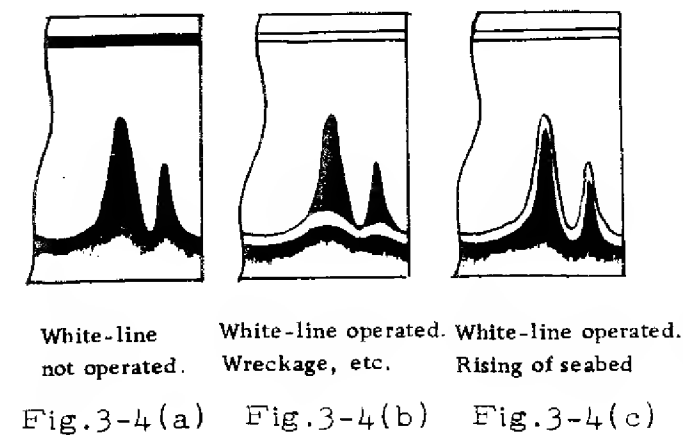 White-line
not operated.
Fig.3-4(a)
White-line operated.
Wreckage, etc.
Fig.3-4(b)
White-line operated.
Rising of seabed
Fig.3-4(c)